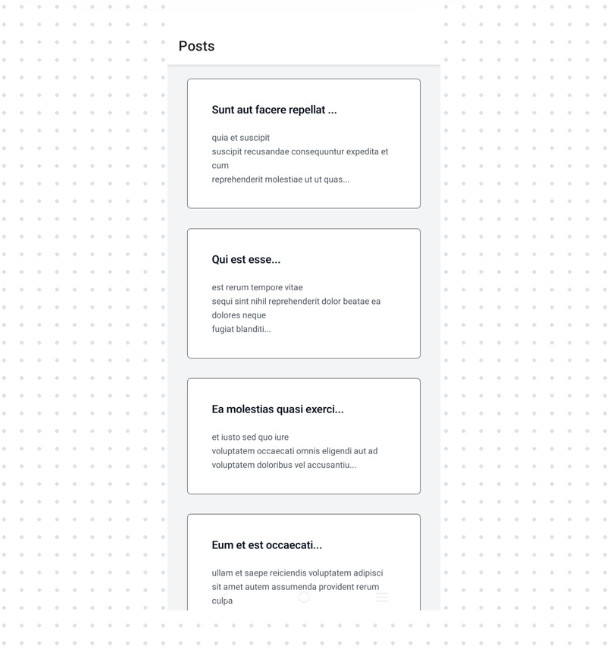 Posts
Sunt aut facere repellat ...
quia et suscipit
suscipit recusandae consequuntur expedita et
cum
reprehenderit molestiae ut ut quas...
Qui est esse...
est rerum tempore vitae
sequi sint nihil reprehenderit dolor beatae ea
dolores neque
fugiat blanditi...
Ea molestias quasi exerci...
et iusto sed quo iure
voluptatem occaecati omnis eligendi aut ad
voluptatem doloribus vel accusantiu...
Eum et est occaecati...
ullam et saepe reiciendis voluptatem adipisci
sit amet autem assumenda provident rerum
culpa